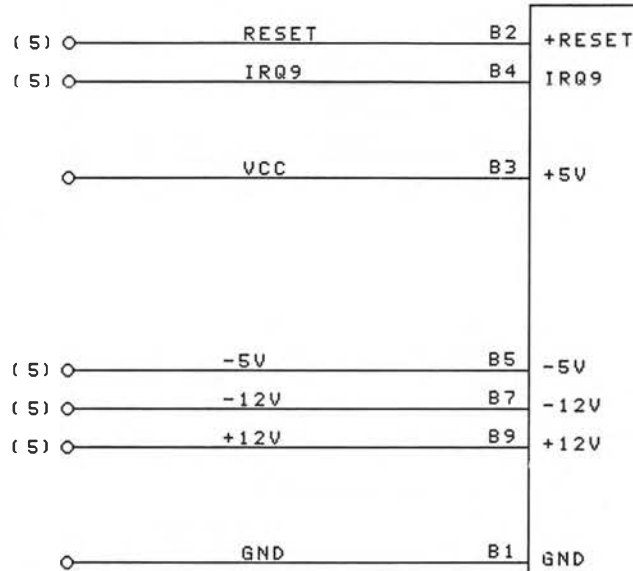 (5) RESET B2 +RESET
(5) IRQ9 B4 IRQ9
VCC B3 +5V
(5) -5V B5 -5V
(5) -12V B7 -12V
(5) +12V B9 +12V
GND B1 GND